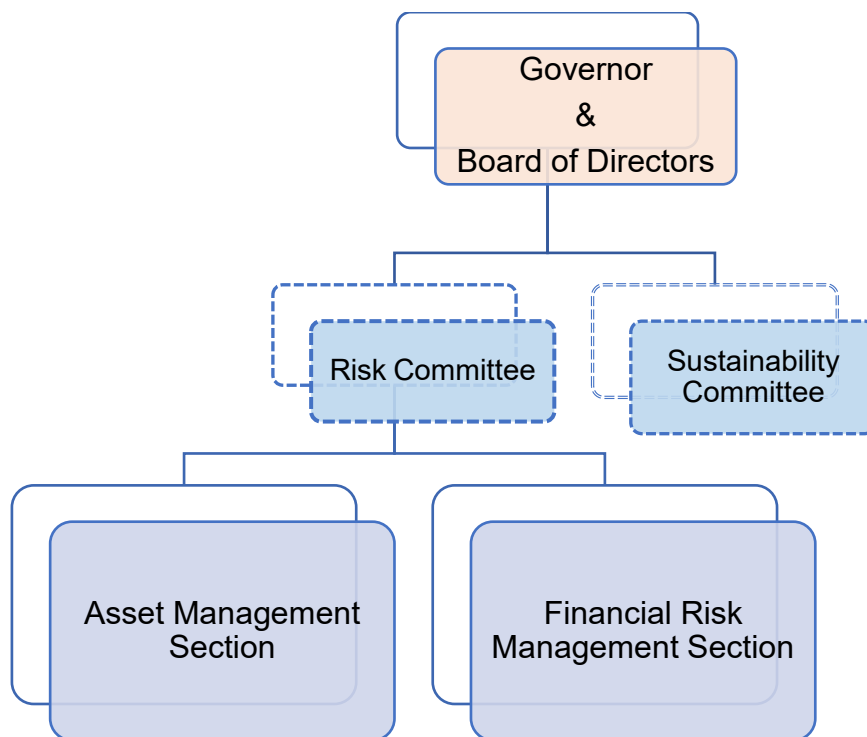 Governor
&
Board of Directors
Risk Committee
Sustainability
Committee
Asset Management
Section
Financial Risk
Management Section